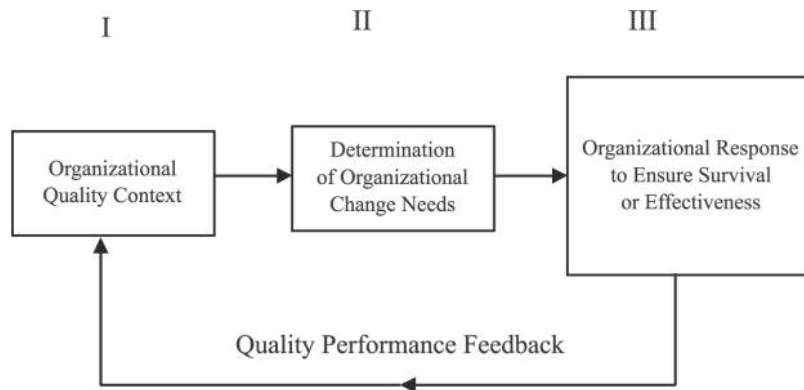 I
II
III
Organizational
Quality Context
Determination
of Organizational
Change Needs
Organizational Response
to Ensure Survival
or Effectiveness
Quality Performance Feedback